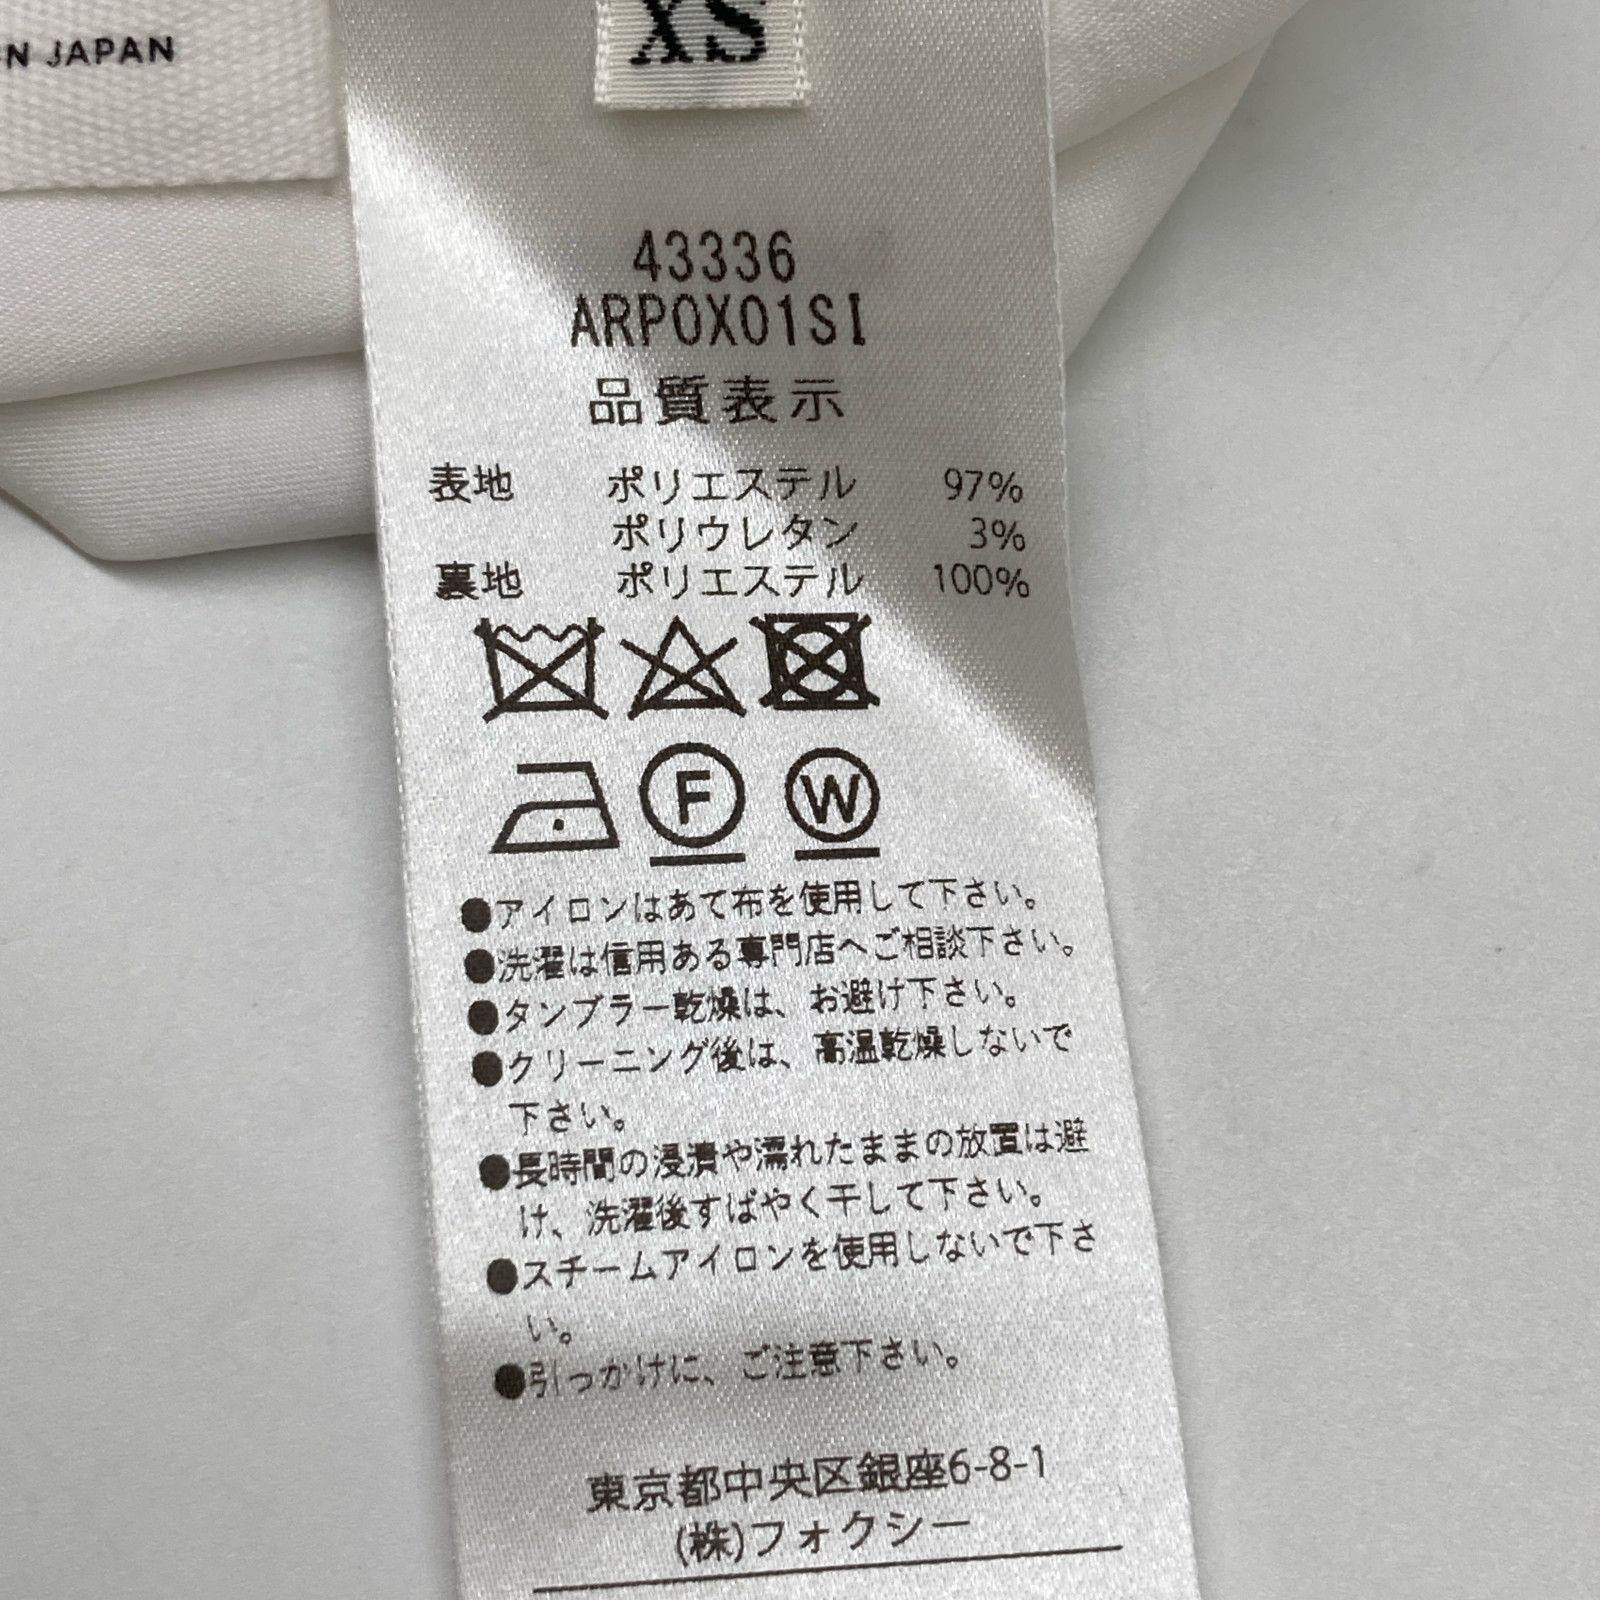 N JAPAN
XS
43336
ARP0X01SI
品質表示
表地 ポリエステル 97%
ポリウレタン 3%
裏地 ポリエステル 100%
F W
●アイロンはあて布を使用して下さい。
●洗濯は信用ある専門店へご相談下さい。
●タンブラー乾燥は、お避け下さい。
●クリーニング後は、高温乾燥しないで
下さい。
●長時間の浸漬や濡れたままの放置は避
け、洗濯後すばやく干して下さい。
●スチームアイロンを使用しないで下さ
い。
●引っかけに、ご注意下さい。
東京都中央区銀座6-8-1
(株)フォクシー